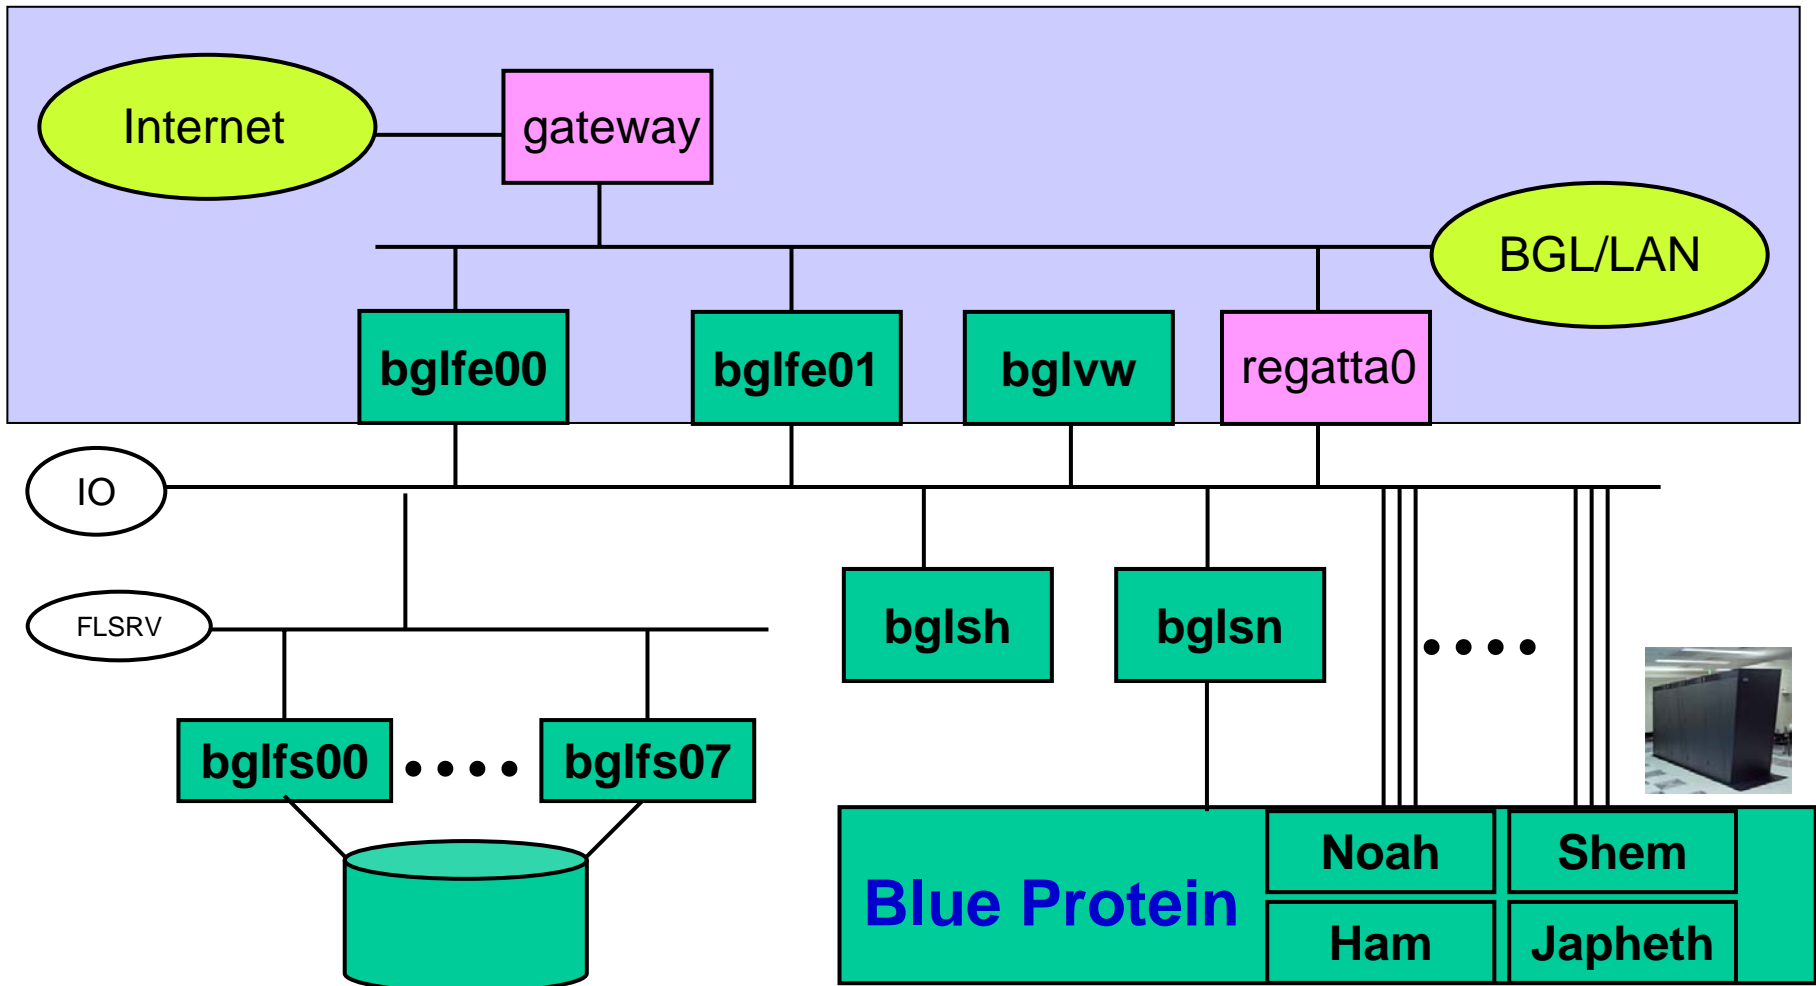 Internet
gateway
BGL/LAN
bglfe00
bglfe01
bglvw
regatta0
IO
FLSRV
bglsh
bglsn
bglfs00
bglfs07
Blue Protein
Noah
Shem
Ham
Japheth